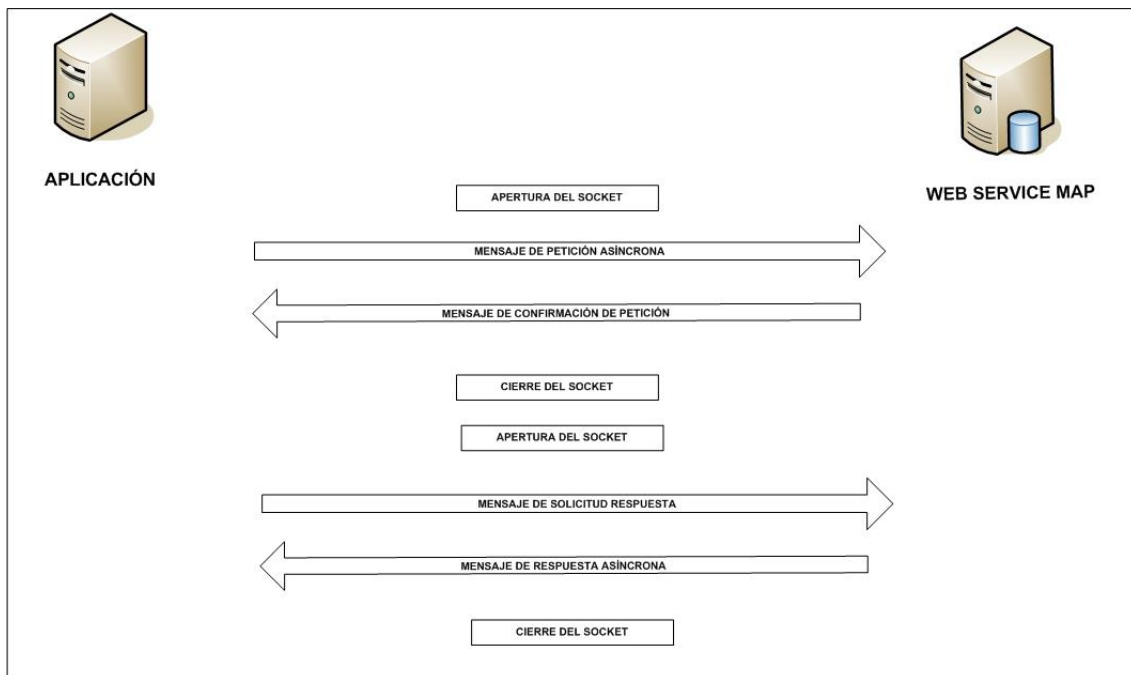 APLICACIÓN
WEB SERVICE MAP
APERTURA DEL SOCKET
MENSAJE DE PETICIÓN ASÍNCRONA
MENSAJE DE CONFIRMACIÓN DE PETICIÓN
CIERRE DEL SOCKET
APERTURA DEL SOCKET
MENSAJE DE SOLICITUD RESPUESTA
MENSAJE DE RESPUESTA ASÍNCRONA
CIERRE DEL SOCKET